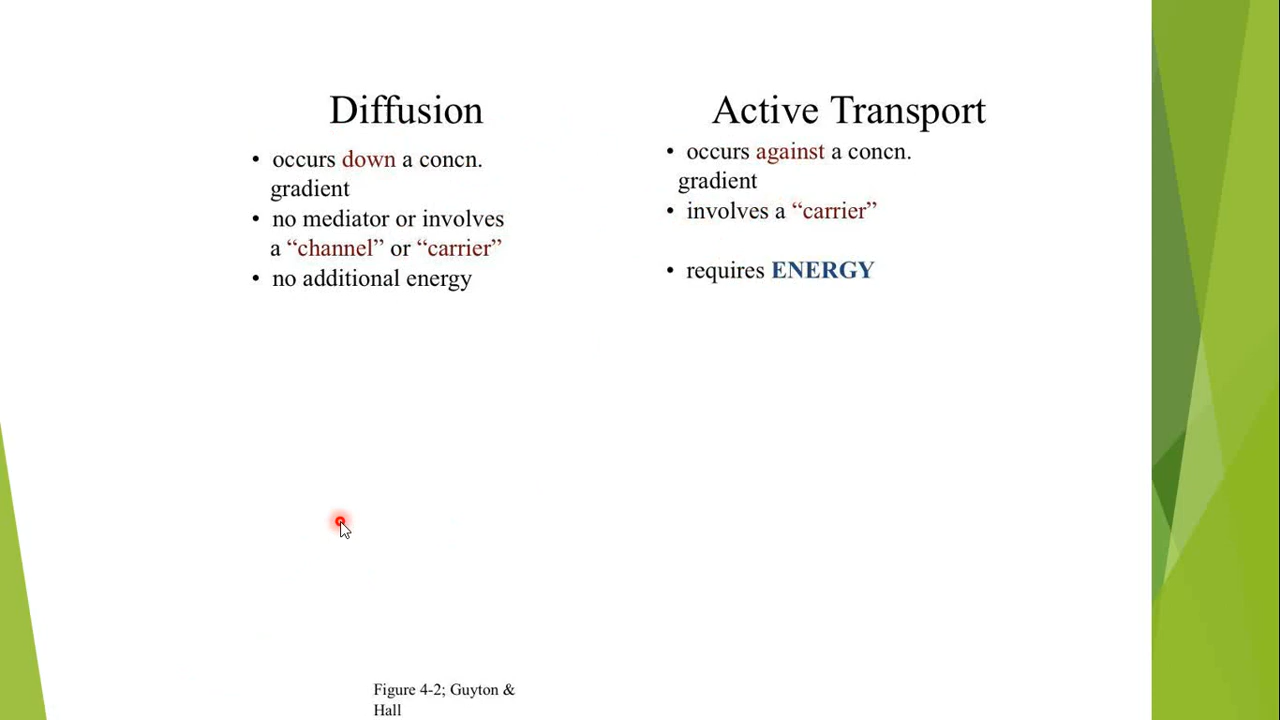 Diffusion
• occurs down a concn.
gradient
• no mediator or involves
a “channel” or “carrier”
• no additional energy
Active Transport
• occurs against a concn.
gradient
• involves a “carrier”
• requires ENERGY
Figure 4-2; Guyton &
Hall